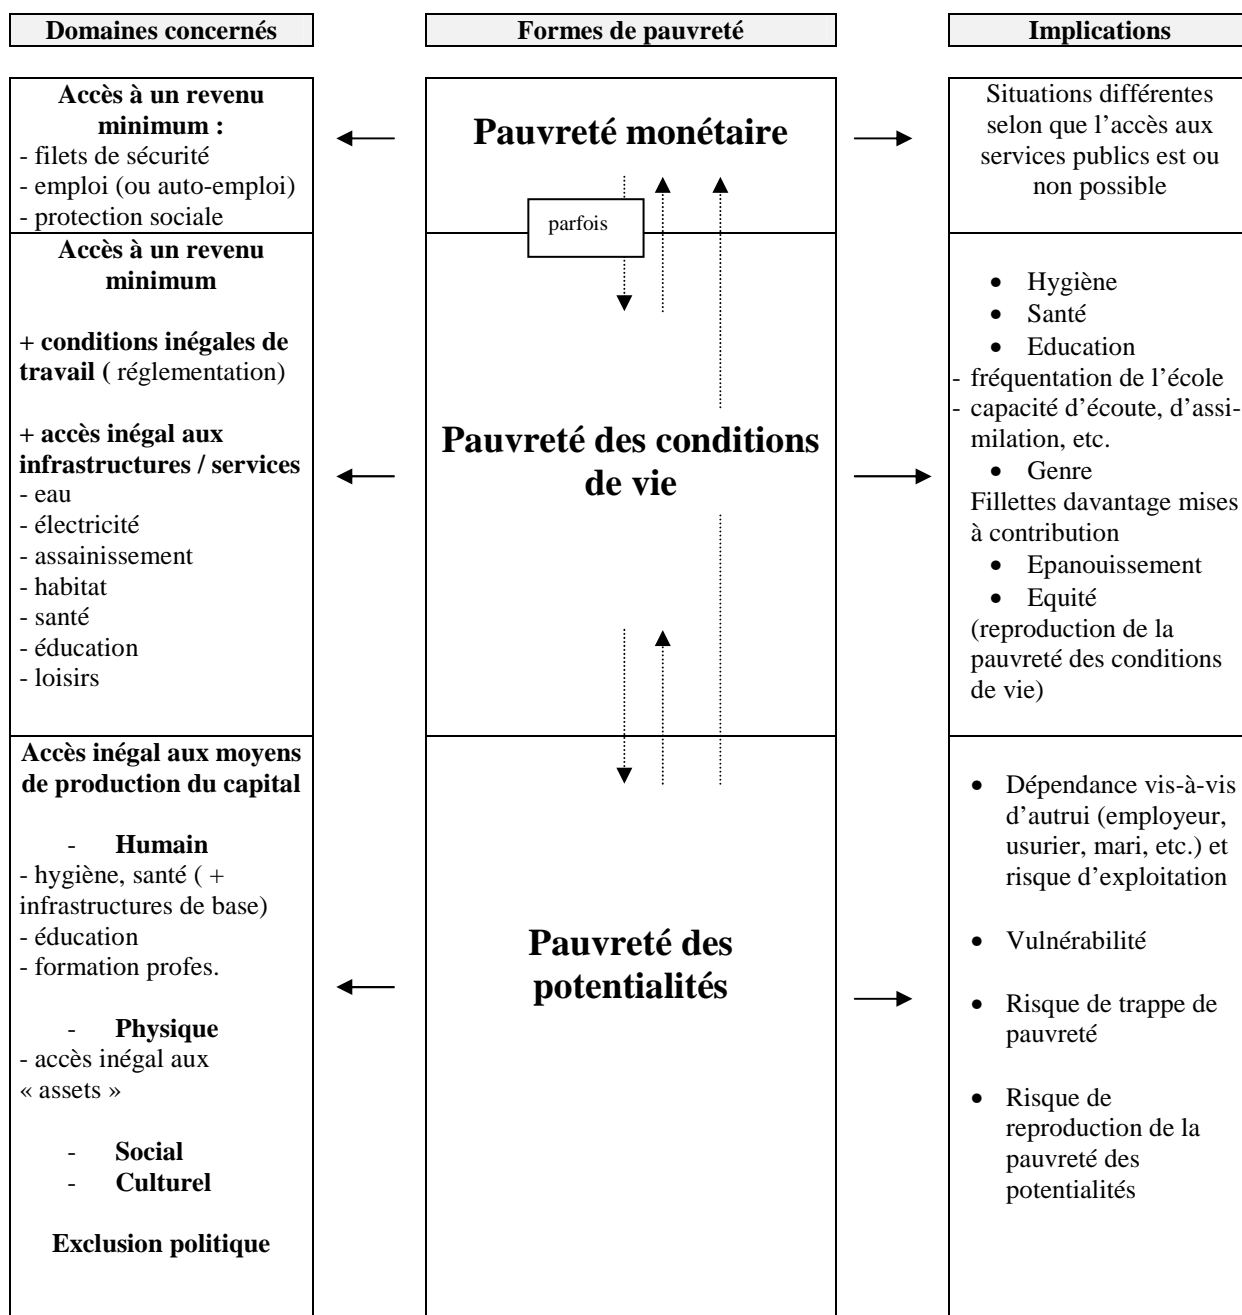 Domaines concernés
Formes de pauvreté
Implications
Accès à un revenu
minimum :
- filets de sécurité
- emploi (ou auto-emploi)
- protection sociale
Pauvreté monétaire
parfois
Situations différentes
selon que l’accès aux
services publics est ou
non possible
Accès à un revenu
minimum
+ conditions inégales de
travail ( réglementation)
+ accès inégal aux
infrastructures / services
- eau
- électricité
- assainissement
- habitat
- santé
- éducation
- loisirs
Pauvreté des conditions
de vie
• Hygiène
• Santé
• Education
- fréquentation de l’école
- capacité d’écoute, d’assi-
milation, etc.
• Genre
Fillettes davantage mises
à contribution
• Epanouissement
• Equité
(reproduction de la
pauvreté des conditions
de vie)
Accès inégal aux moyens
de production du capital
- Humain
- hygiène, santé ( +
infrastructures de base)
- éducation
- formation profes.
- Physique
- accès inégal aux
« assets »
- Social
- Culturel
Exclusion politique
Pauvreté des
potentialités
• Dépendance vis-à-vis
d’autrui (employeur,
usurier, mari, etc.) et
risque d’exploitation
• Vulnérabilité
• Risque de trappe de
pauvreté
• Risque de
reproduction de la
pauvreté des
potentialités